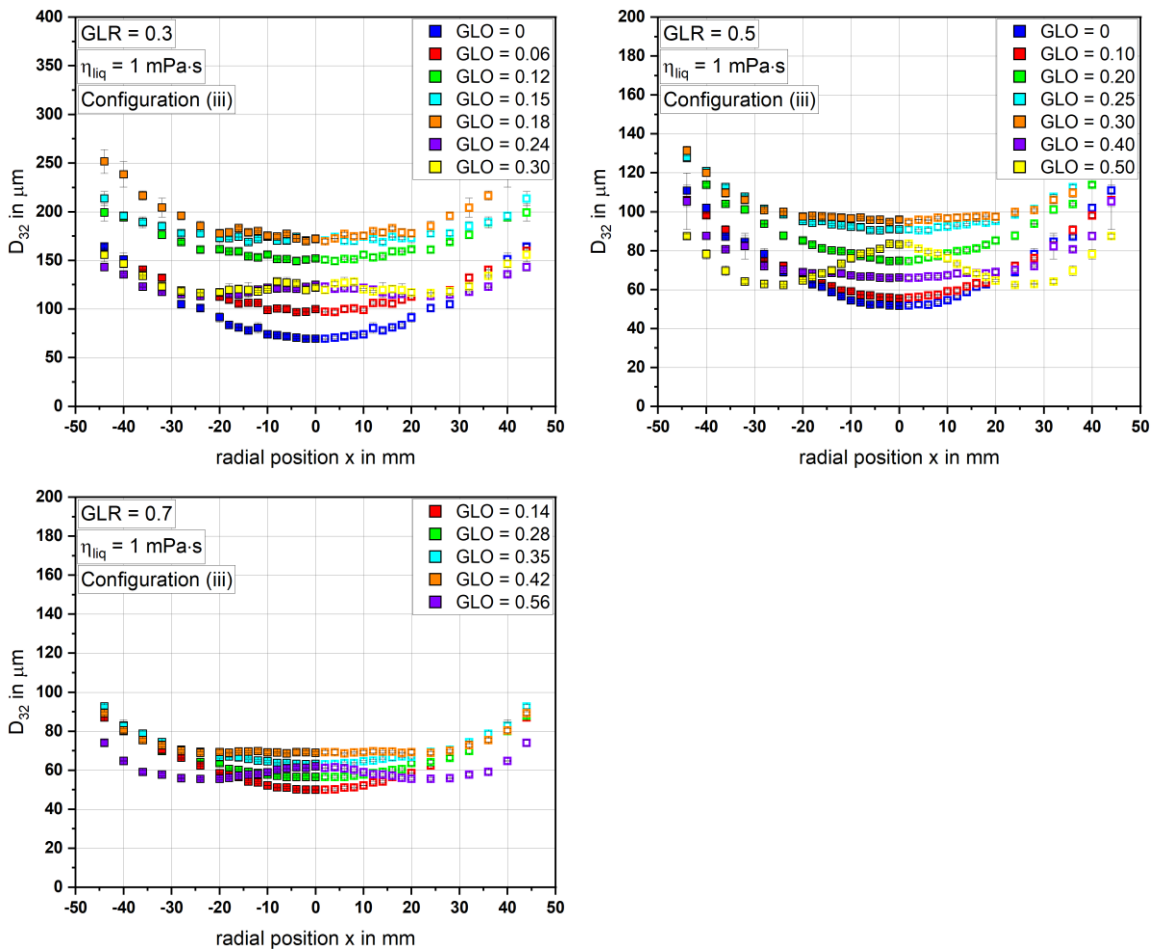 GLR = 0.3
η_liq = 1 mPa·s
Configuration (iii)
GLO = 0
GLO = 0.06
GLO = 0.12
GLO = 0.15
GLO = 0.18
GLO = 0.24
GLO = 0.30
400
350
300
250
200
150
100
50
0
D₃₂ in μm
-50 -40 -30 -20 -10 0 10 20 30 40 50
radial position x in mm
GLR = 0.5
η_liq = 1 mPa·s
Configuration (iii)
GLO = 0
GLO = 0.10
GLO = 0.20
GLO = 0.25
GLO = 0.30
GLO = 0.40
GLO = 0.50
200
180
160
140
120
100
80
60
40
20
0
D₃₂ in μm
-50 -40 -30 -20 -10 0 10 20 30 40 50
radial position x in mm
GLR = 0.7
η_liq = 1 mPa·s
Configuration (iii)
GLO = 0.14
GLO = 0.28
GLO = 0.35
GLO = 0.42
GLO = 0.56
200
180
160
140
120
100
80
60
40
20
0
D₃₂ in μm
-50 -40 -30 -20 -10 0 10 20 30 40 50
radial position x in mm